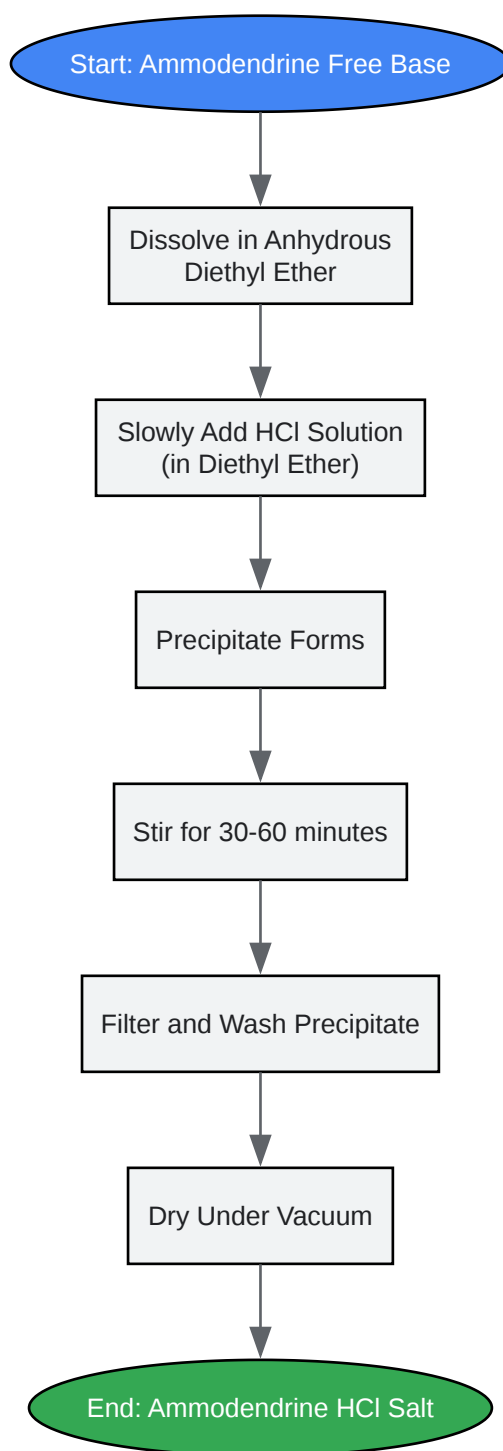 Start: Ammodendrine Free Base
Dissolve in Anhydrous
Diethyl Ether
Slowly Add HCl Solution
(in Diethyl Ether)
Precipitate Forms
Stir for 30-60 minutes
Filter and Wash Precipitate
Dry Under Vacuum
End: Ammodendrine HCl Salt